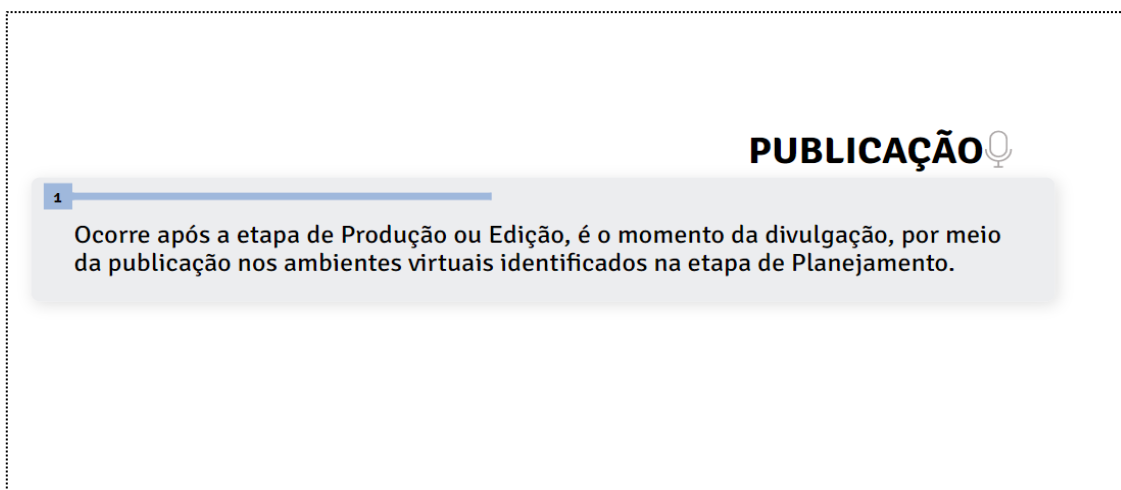 PUBLICAÇÃO
1
Ocorre após a etapa de Produção ou Edição, é o momento da divulgação, por meio
da publicação nos ambientes virtuais identificados na etapa de Planejamento.